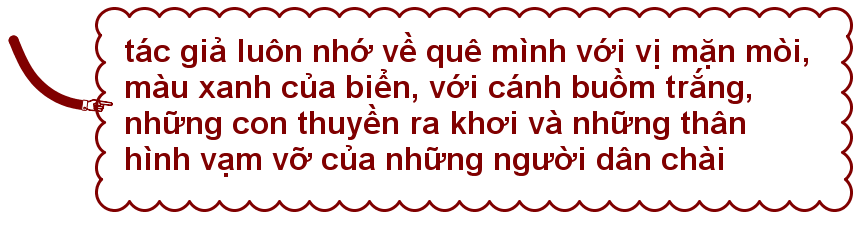 tác giả luôn nhớ về quê mình với vị mặn mòi,
màu xanh của biển, với cánh buồm trắng,
những con thuyền ra khơi và những thân
hình vạm vỡ của những người dân chài